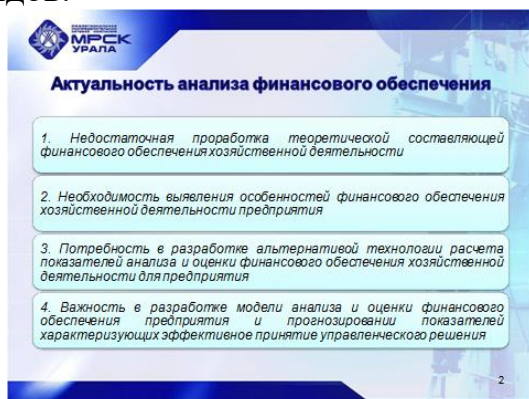 МРСК
УРАЛА
Актуальность анализа финансового обеспечения
1. Недостаточная проработка теоретической составляющей
финансового обеспечения хозяйственной деятельности
2. Необходимость выявления особенностей финансового обеспечения
хозяйственной деятельности предприятия
3. Потребность в разработке альтернативой технологии расчета
показателей анализа и оценки финансового обеспечения хозяйственной
деятельности для предприятия
4. Важность в разработке модели анализа и оценки финансового
обеспечения предприятия и прогнозировании показателей
характеризующих эффективное принятие управленческого решения
2